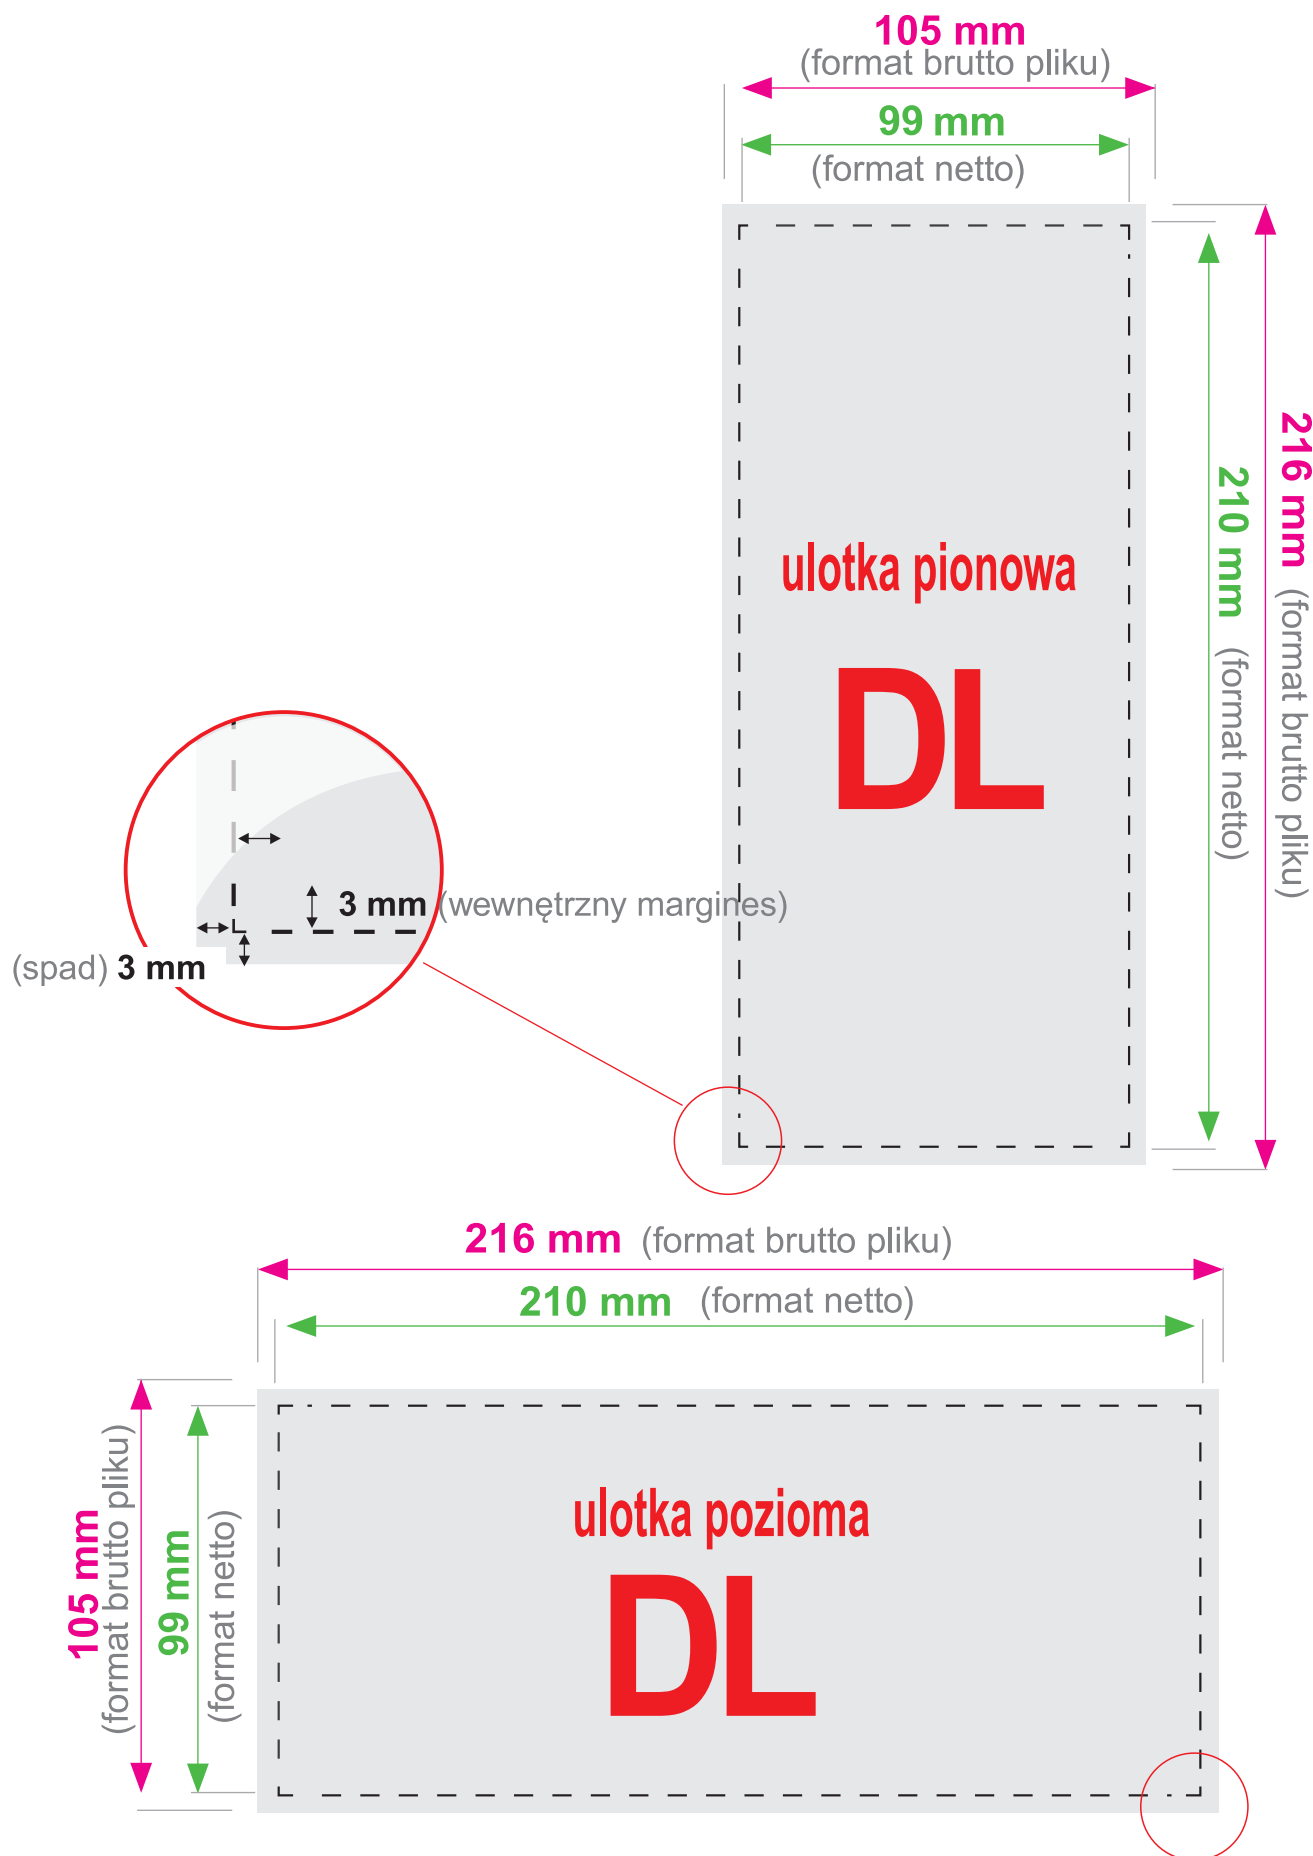 105 mm
(format brutto pliku)
99 mm
(format netto)
216 mm (format brutto pliku)
210 mm (format netto)
ulotka pionowa
DL
3 mm (wewnętrzny margines)
(spad) 3 mm
216 mm (format brutto pliku)
210 mm (format netto)
105 mm
(format brutto pliku)
99 mm
(format netto)
ulotka pozioma
DL